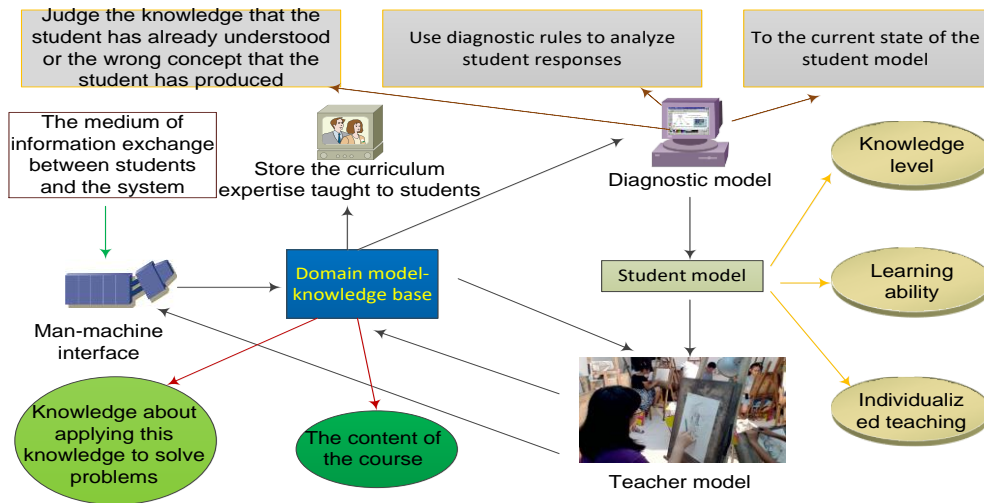 Judge the knowledge that the
student has already understood
or the wrong concept that the
student has produced
Use diagnostic rules to analyze
student responses
To the current state of the
student model
The medium of
information exchange
between students
and the system
Store the curriculum
expertise taught to students
Diagnostic model
Knowledge
level
Domain model-
knowledge base
Student model
Learning
ability
Man-machine
interface
Knowledge about
applying this
knowledge to solve
problems
The content of
the course
Individualiz
ed teaching
Teacher model